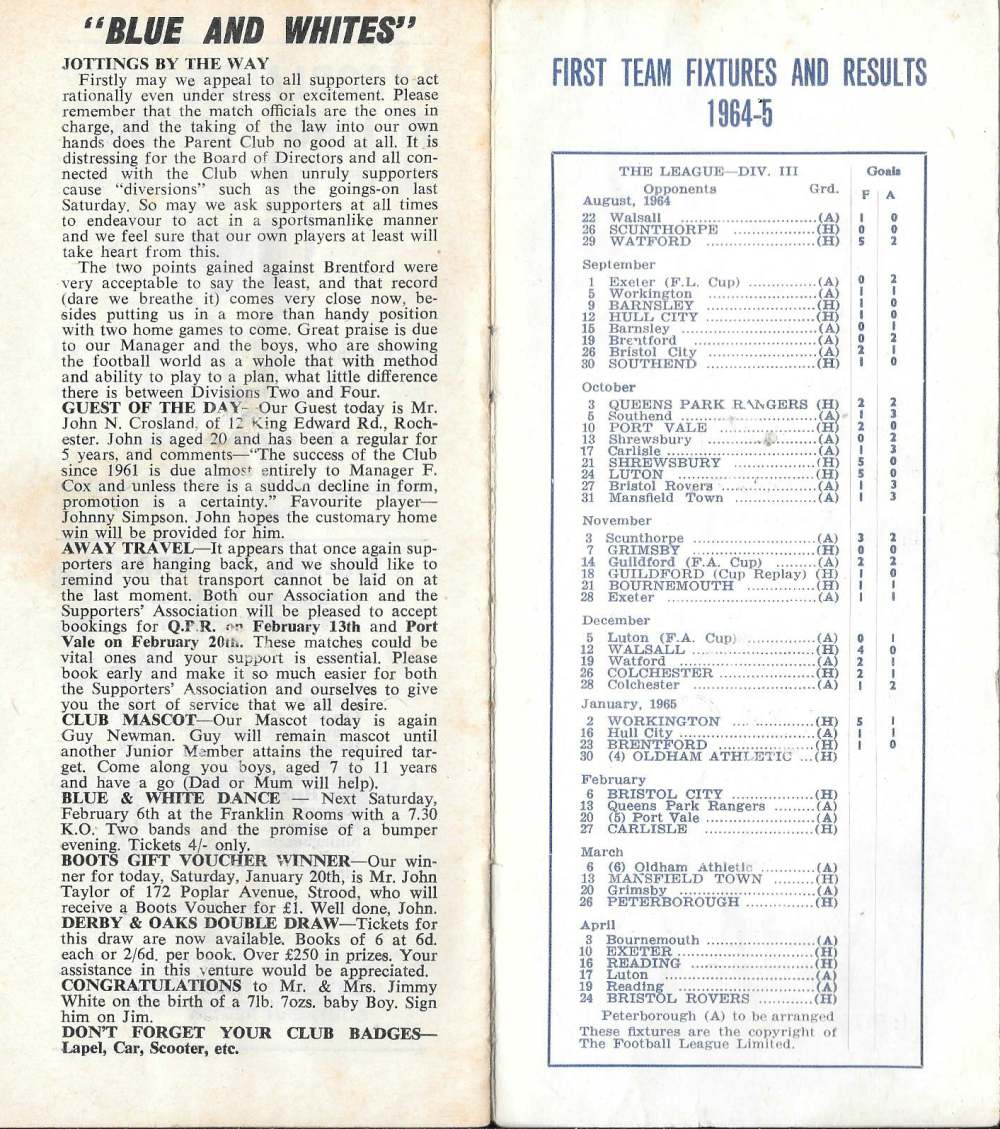 "BLUE AND WHITES"
JOTTINGS BY THE WAY
Firstly may we appeal to all supporters to act
rationally even under stress or excitement. Please
remember that the match officials are the ones in
charge, and the taking of the law into our own
hands does the Parent Club no good at all. It is
distressing for the Board of Directors and all con-
nected with the Club when unruly supporters
cause "diversions" such as the goings-on last
Saturday. So may we ask supporters at all times
to endeavour to act in a sportsmanlike manner
and we feel sure that our own players at least will
take heart from this.
The two points gained against Brentford were
very acceptable to say the least, and that record
(dare we breathe it) comes very close now, be-
sides putting us in a more than handy position
with two home games to come. Great praise is due
to our Manager and the boys, who are showing
the football world as a whole that with method
and ability to play to a plan, what little difference
there is between Divisions Two and Four.
GUEST OF THE DAY—Our Guest today is Mr.
John N. Crosland, of 12 King Edward Rd., Roch-
ester. John is aged 20 and has been a regular for
5 years, and comments—"The success of the Club
since 1961 is due almost entirely to Manager F.
Cox and unless there is a sudden decline in form,
promotion is a certainty." Favourite player—
Johnny Simpson. John hopes the customary home
win will be provided for him.
AWAY TRAVEL—It appears that once again sup-
porters are hanging back, and we should like to
remind you that transport cannot be laid on at
the last moment. Both our Association and the
Supporters' Association will be pleased to accept
bookings for Q.P.R. on February 13th and Port
Vale on February 20th. These matches could be
vital ones and your support is essential. Please
book early and make it so much easier for both
the Supporters' Association and ourselves to give
you the sort of service that we all desire.
CLUB MASCOT—Our Mascot today is again
Guy Newman. Guy will remain mascot until
another Junior Member attains the required tar-
get. Come along you boys, aged 7 to 11 years
and have a go (Dad or Mum will help).
BLUE & WHITE DANCE — Next Saturday,
February 6th at the Franklin Rooms with a 7.30
K.O. Two bands and the promise of a bumper
evening. Tickets 4/- only.
BOOTS GIFT VOUCHER WINNER—Our win-
ner for today, Saturday, January 20th, is Mr. John
Taylor of 172 Poplar Avenue, Strood, who will
receive a Boots Voucher for £1. Well done, John.
DERBY & OAKS DOUBLE DRAW—Tickets for
this draw are now available. Books of 6 at 6d.
each or 2/6d. per book. Over £250 in prizes. Your
assistance in this venture would be appreciated.
CONGRATULATIONS to Mr. & Mrs. Jimmy
White on the birth of a 7lb. 7ozs. baby Boy. Sign
him on Jim.
DON'T FORGET YOUR CLUB BADGES—
Lapel, Car, Scooter, etc.
FIRST TEAM FIXTURES AND RESULTS
1964-5
THE LEAGUE—DIV. III Goals
Opponents Grd. F A
August, 1964
22 Walsall (A) 1 0
26 SCUNTHORPE (H) 0 0
29 WATFORD (H) 5 2
September
1 Exeter (F.L. Cup) (A) 0 2
5 Workington (A) 1 1
9 BARNSLEY (H) 1 0
12 HULL CITY (H) 1 0
15 Barnsley (A) 0 1
19 Brentford (A) 0 2
26 Bristol City (A) 2 1
30 SOUTHEND (H) 1 0
October
3 QUEENS PARK RANGERS (H) 2 2
5 Southend (A) 1 3
10 PORT VALE (H) 2 0
13 Shrewsbury (A) 0 2
17 Carlisle (A) 1 3
21 SHREWSBURY (H) 5 0
24 LUTON (H) 5 0
27 Bristol Rovers (A) 1 3
31 Mansfield Town (A) 1 3
November
3 Scunthorpe (A) 3 2
7 GRIMSBY (H) 0 0
14 Guildford (F.A. Cup) (A) 2 2
18 GUILDFORD (Cup Replay) (H) 1 0
21 BOURNEMOUTH (H) 1 1
28 Exeter (A) 1 1
December
5 Luton (F.A. Cup) (A) 0 1
12 WALSALL (H) 4 0
19 Watford (A) 2 1
26 COLCHESTER (H) 2 1
28 Colchester (A) 1 2
January, 1965
2 WORKINGTON (H) 5 1
16 Hull City (A) 1 1
23 BRENTFORD (H) 1 0
30 (4) OLDHAM ATHLETIC ...(H)
February
6 BRISTOL CITY (H)
13 Queens Park Rangers (A)
20 (5) Port Vale (A)
27 CARLISLE (H)
March
6 (6) Oldham Athletic (A)
13 MANSFIELD TOWN (H)
20 Grimsby (A)
26 PETERBOROUGH (H)
April
3 Bournemouth (A)
10 EXETER (H)
16 READING (H)
17 Luton (A)
19 Reading (A)
24 BRISTOL ROVERS (H)
Peterborough (A) to be arranged
These fixtures are the copyright of
The Football League Limited.